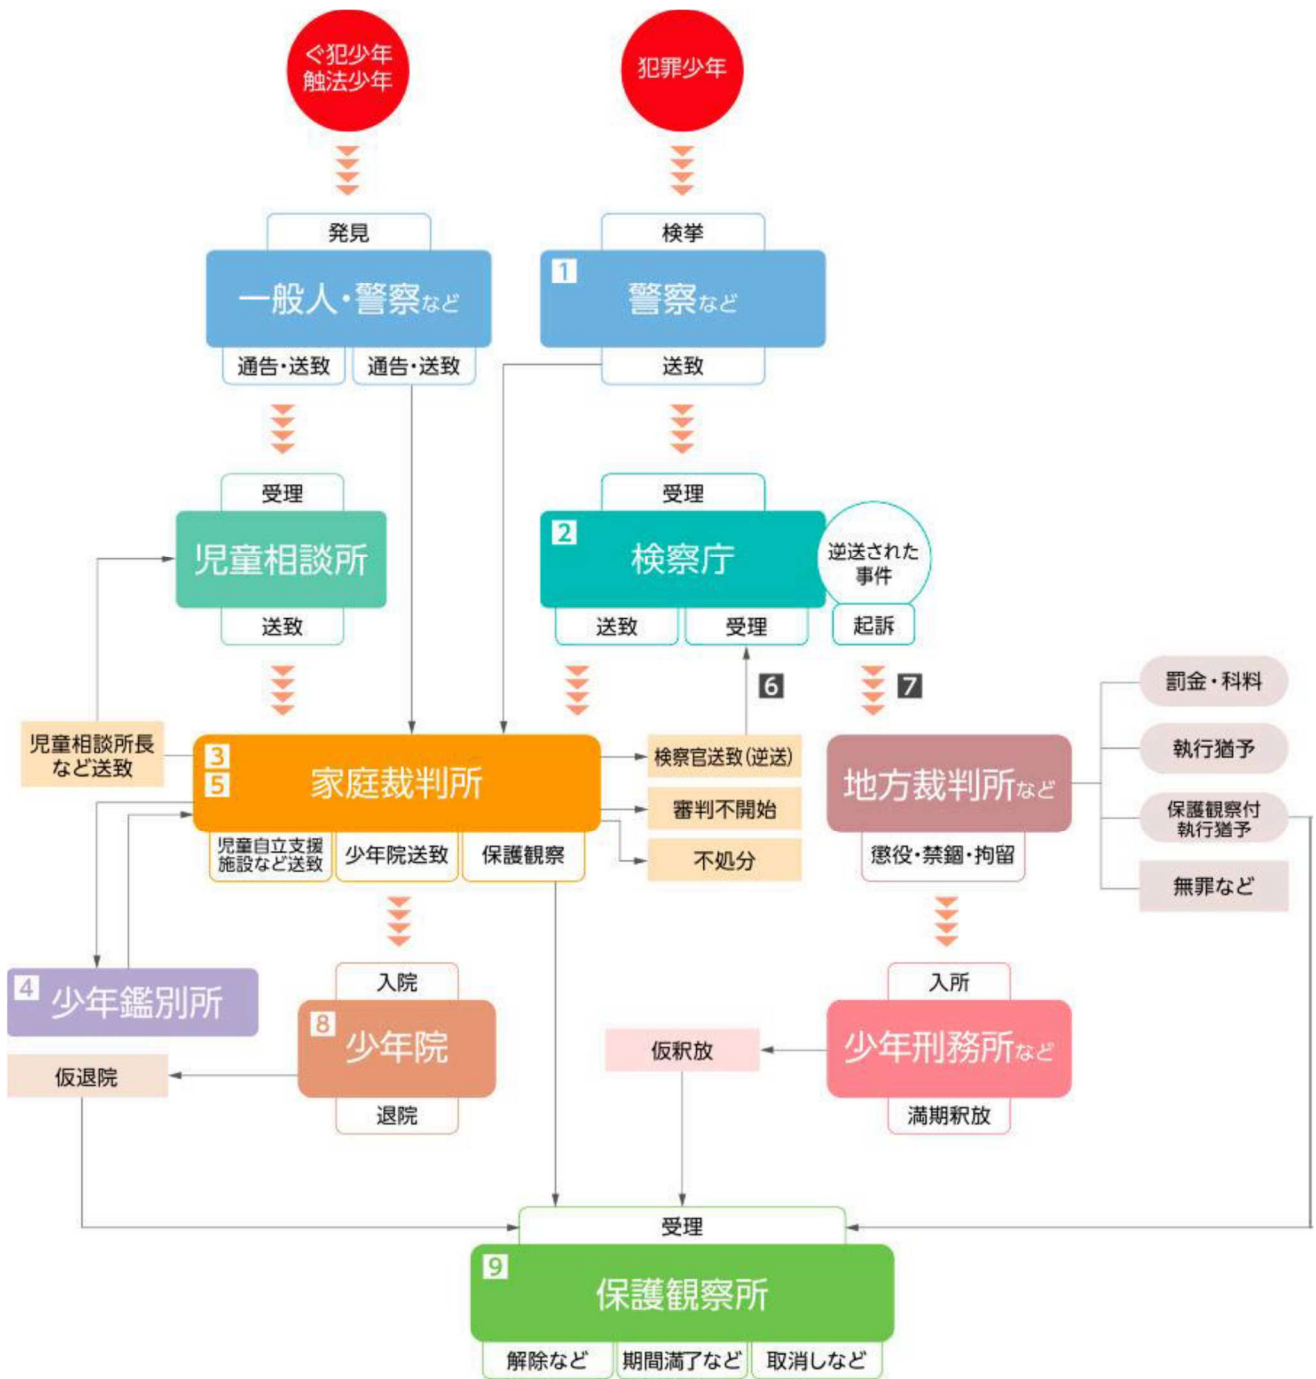 ぐ犯少年
触法少年
犯罪少年
発見
一般人・警察など
通告・送致
通告・送致
検挙
1
警察など
送致
受理
児童相談所
送致
受理
2
検察庁
逆送された
事件
送致
受理
起訴
6
7
児童相談所長
など送致
3
5
家庭裁判所
児童自立支援
施設など送致
少年院送致
保護観察
検察官送致(逆送)
審判不開始
不処分
地方裁判所など
懲役・禁錮・拘留
罰金・科料
執行猶予
保護観察付
執行猶予
無罪など
4
少年鑑別所
入院
8
少年院
退院
仮退院
入所
少年刑務所など
満期釈放
仮釈放
受理
9
保護観察所
解除など
期間満了など
取消しなど